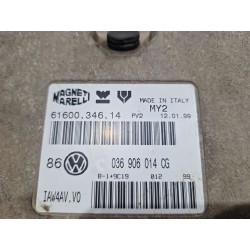 MAGNETI MARELLI
MADE IN ITALY
MY2
61600.346.14 PV2 12.01.99
86 036 906 014 CG
012 99
IAW4AV.V0